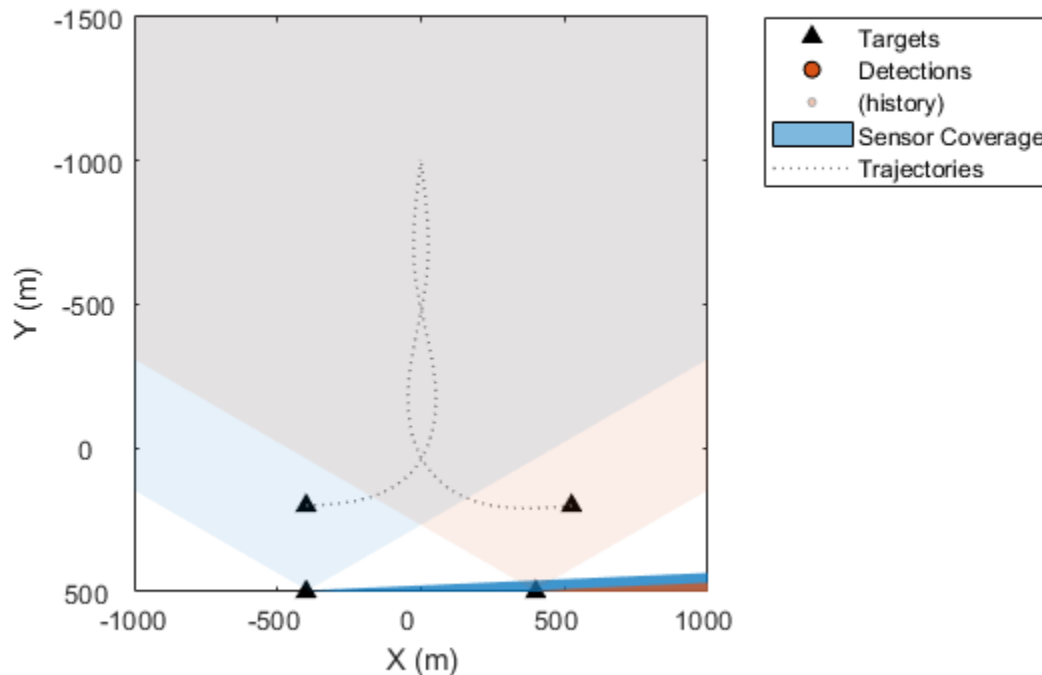 -1500
-1000
-500
0
500
Y (m)
-1000
-500
0
500
1000
X (m)
Targets
Detections
(history)
Sensor Coverage
Trajectories